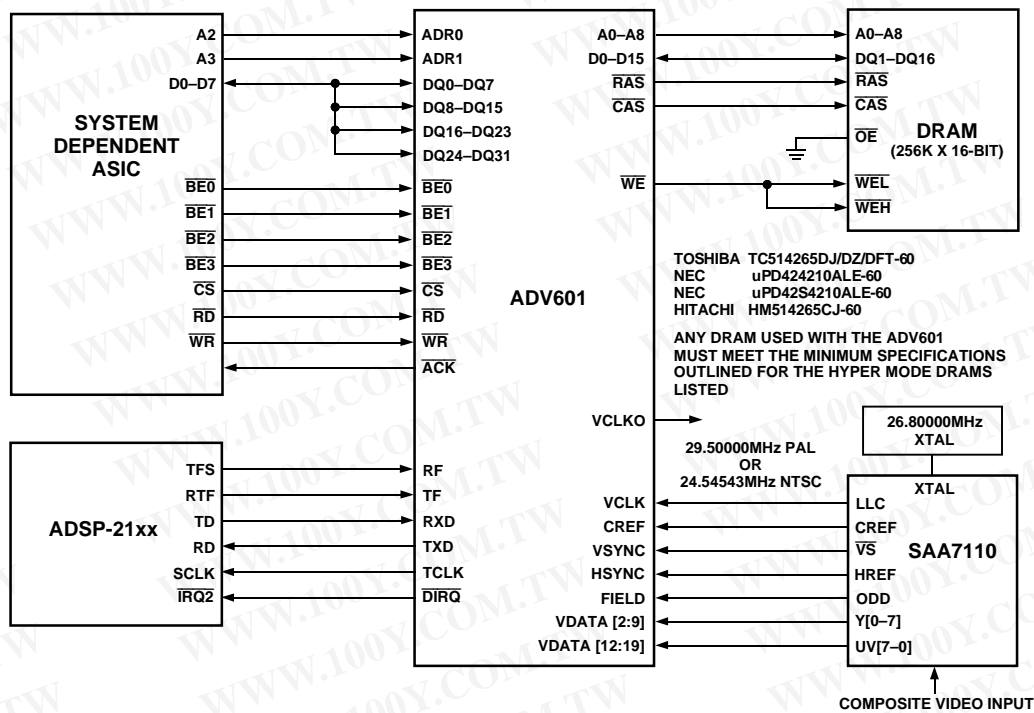 A2
A3
D0–D7
SYSTEM
DEPENDENT
ASIC
BE0
BE1
BE2
BE3
CS
RD
WR
ADR0
ADR1
DQ0–DQ7
DQ8–DQ15
DQ16–DQ23
DQ24–DQ31
BE0
BE1
BE2
BE3
CS
RD
WR
ACK
ADV601
A0–A8
D0–D15
RAS
CAS
WE
A0–A8
DQ1–DQ16
RAS
CAS
OE
DRAM
(256K X 16-BIT)
WEL
WEH
TOSHIBA TC514265DJ/DZ/DFT-60
NEC uPD424210ALE-60
NEC uPD42S4210ALE-60
HITACHI HM514265CJ-60
ANY DRAM USED WITH THE ADV601
MUST MEET THE MINIMUM SPECIFICATIONS
OUTLINED FOR THE HYPER MODE DRAMS
LISTED
VCLKO
29.50000MHz PAL
OR
24.54543MHz NTSC
26.80000MHz
XTAL
ADSP-21xx
TFS
RTF
TD
RD
SCLK
IRQ2
RF
TF
RXD
TXD
TCLK
DIRQ
VCLK
CREF
VSYNC
HSYNC
FIELD
VDATA [2:9]
VDATA [12:19]
XTAL
LLC
CREF
VS
HREF
ODD
Y[0–7]
UV[7–0]
SAA7110
COMPOSITE VIDEO INPUT
WWW.100Y.COM.TW